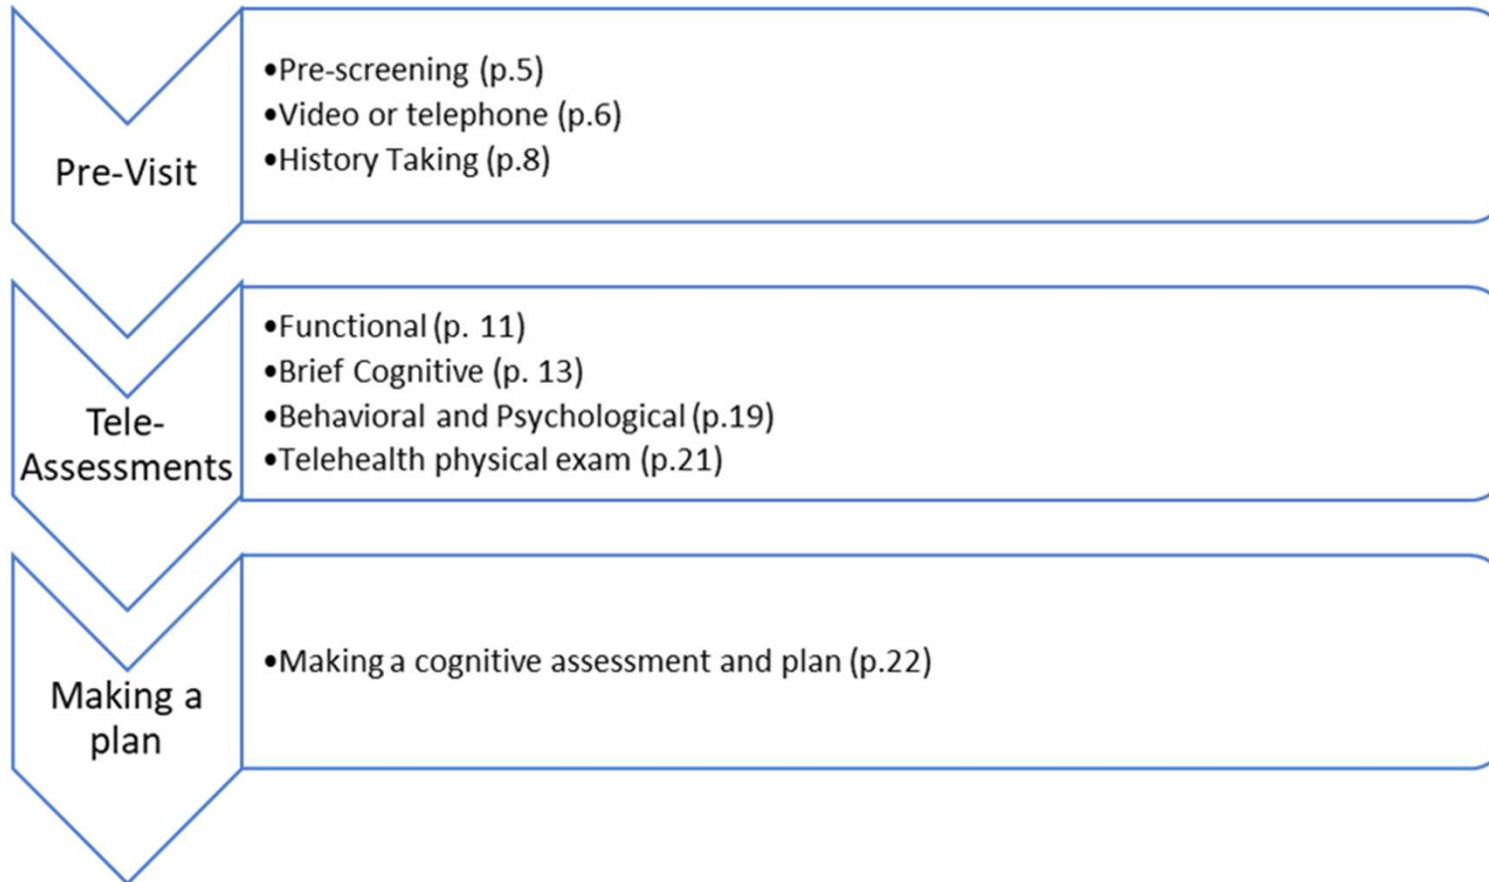 Pre-Visit
•Pre-screening (p.5)
•Video or telephone (p.6)
•History Taking (p.8)
Tele-
Assessments
•Functional (p. 11)
•Brief Cognitive (p. 13)
•Behavioral and Psychological (p.19)
•Telehealth physical exam (p.21)
Making a
plan
•Making a cognitive assessment and plan (p.22)